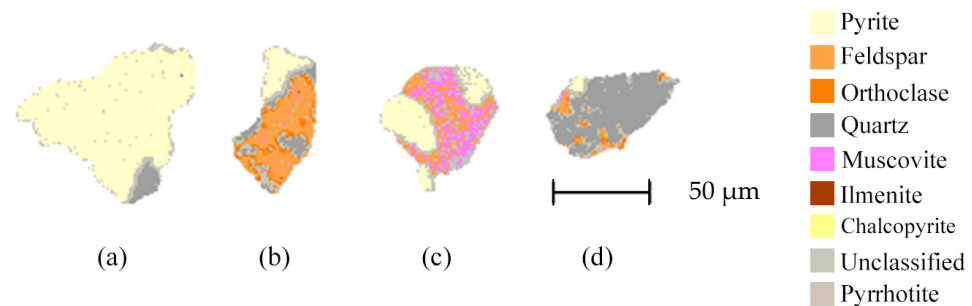 Pyrite
Feldspar
Orthoclase
Quartz
Muscovite
Ilmenite
Chalcopyrite
Unclassified
Pyrrhotite
50 µm
(a) (b) (c) (d)